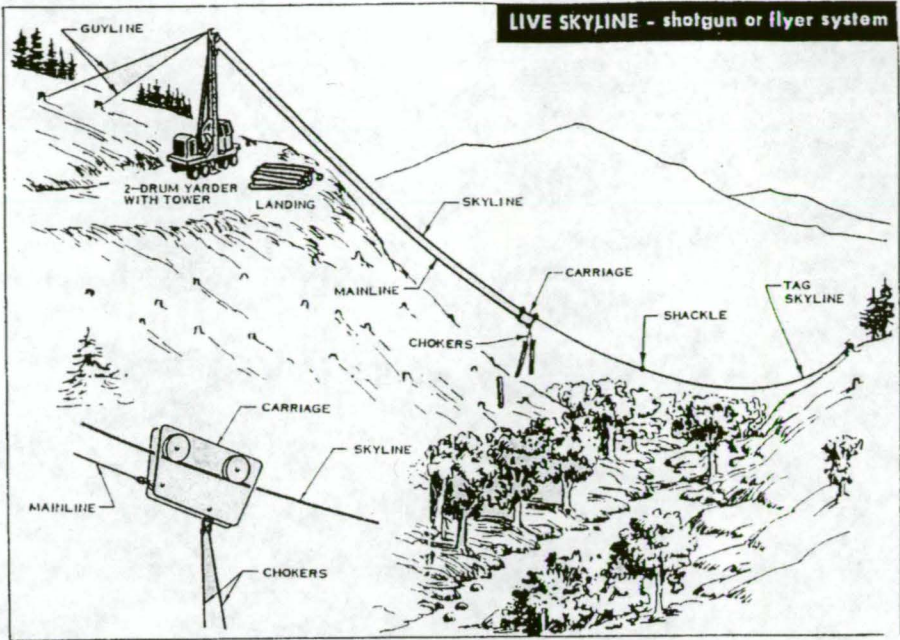 LIVE SKYLINE - shotgun or flyer system
GUYLINE
2-DRUM YARDER
WITH TOWER
LANDING
SKYLINE
MAINLINE
CARRIAGE
CHOKERS
SHACKLE
TAG
SKYLINE
CARRIAGE
SKYLINE
MAINLINE
CHOKERS